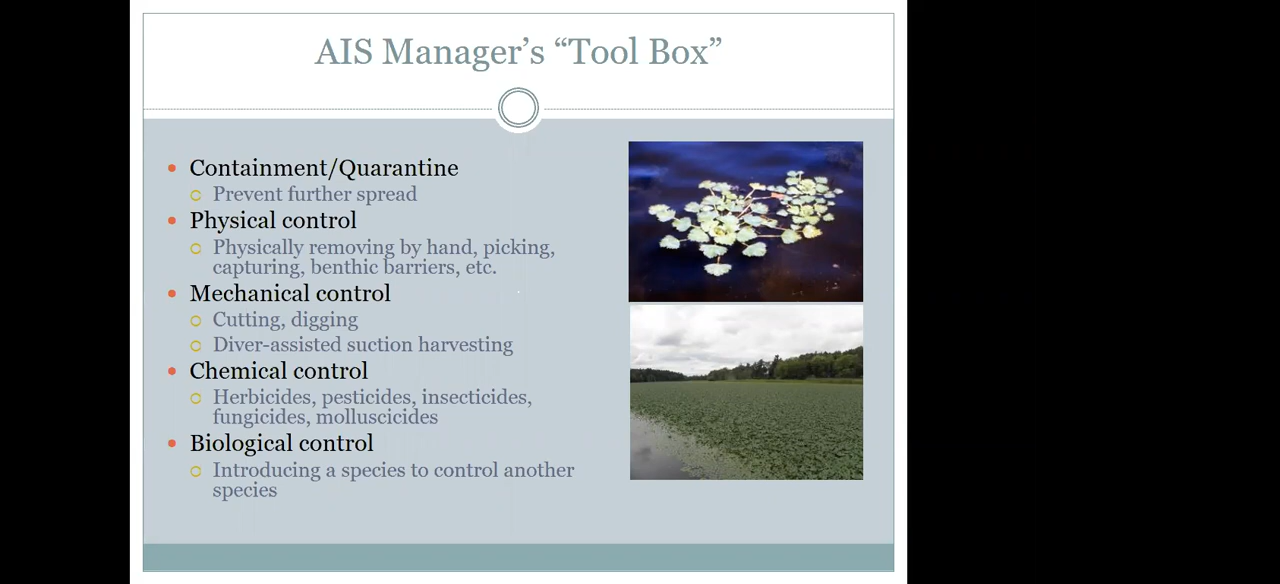 AIS Manager’s “Tool Box”
Containment/Quarantine
Prevent further spread
Physical control
Physically removing by hand, picking,
capturing, benthic barriers, etc.
Mechanical control
Cutting, digging
Diver-assisted suction harvesting
Chemical control
Herbicides, pesticides, insecticides,
fungicides, molluscicides
Biological control
Introducing a species to control another
species